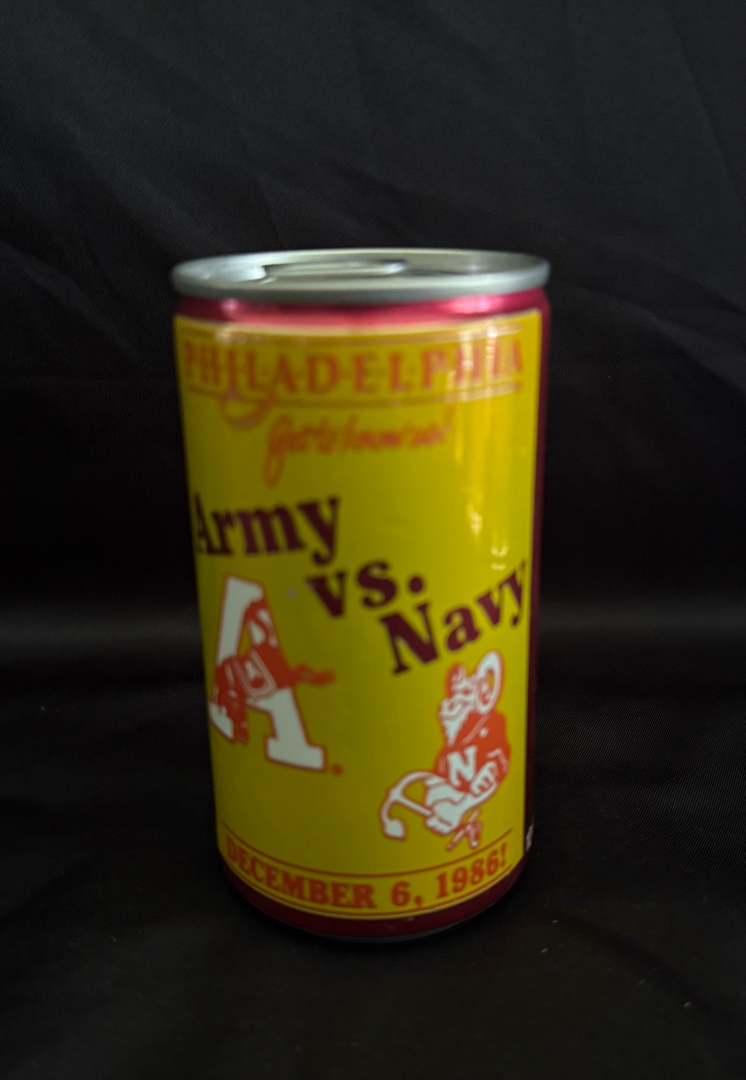 PHILADELPHIA
Get to know us!
Army
vs.
Navy
A
N
DECEMBER 6, 1986!